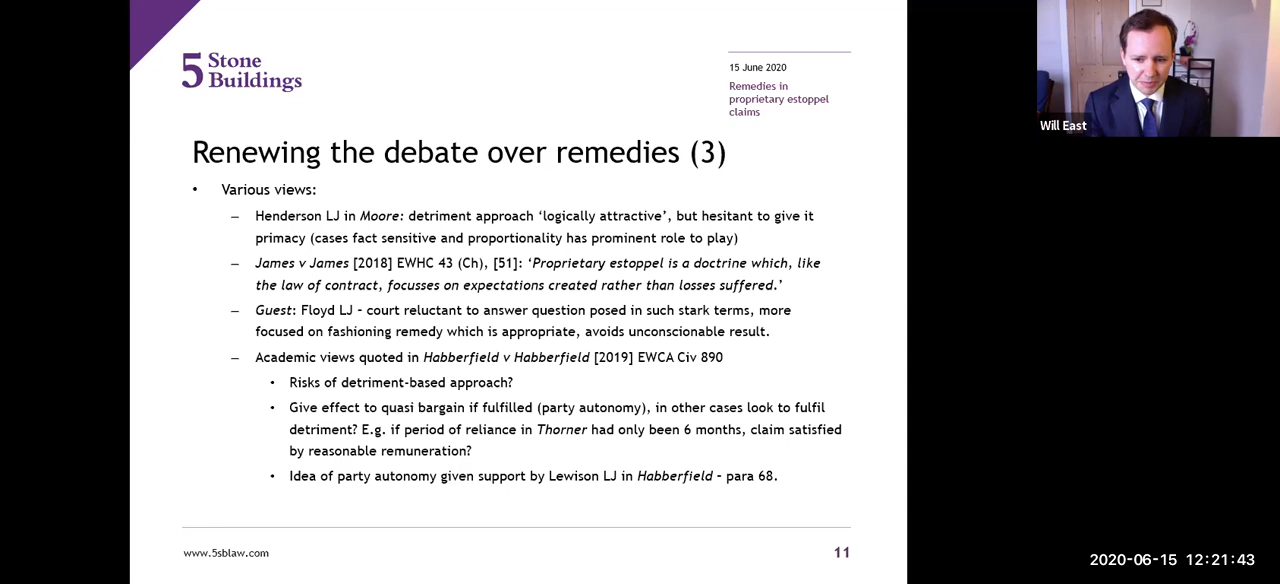 5 Stone
Buildings
15 June 2020
Remedies in
proprietary estoppel
claims
Will East
Renewing the debate over remedies (3)
• Various views:
– Henderson LJ in Moore: detriment approach ‘logically attractive’, but hesitant to give it
primacy (cases fact sensitive and proportionality has prominent role to play)
– James v James [2018] EWHC 43 (Ch), [51]: ‘Proprietary estoppel is a doctrine which, like
the law of contract, focusses on expectations created rather than losses suffered.’
– Guest: Floyd LJ – court reluctant to answer question posed in such stark terms, more
focused on fashioning remedy which is appropriate, avoids unconscionable result.
– Academic views quoted in Habberfield v Habberfield [2019] EWCA Civ 890
• Risks of detriment-based approach?
• Give effect to quasi bargain if fulfilled (party autonomy), in other cases look to fulfil
detriment? E.g. if period of reliance in Thorner had only been 6 months, claim satisfied
by reasonable remuneration?
• Idea of party autonomy given support by Lewison LJ in Habberfield – para 68.
www.5sblaw.com
11
2020-06-15 12:21:43